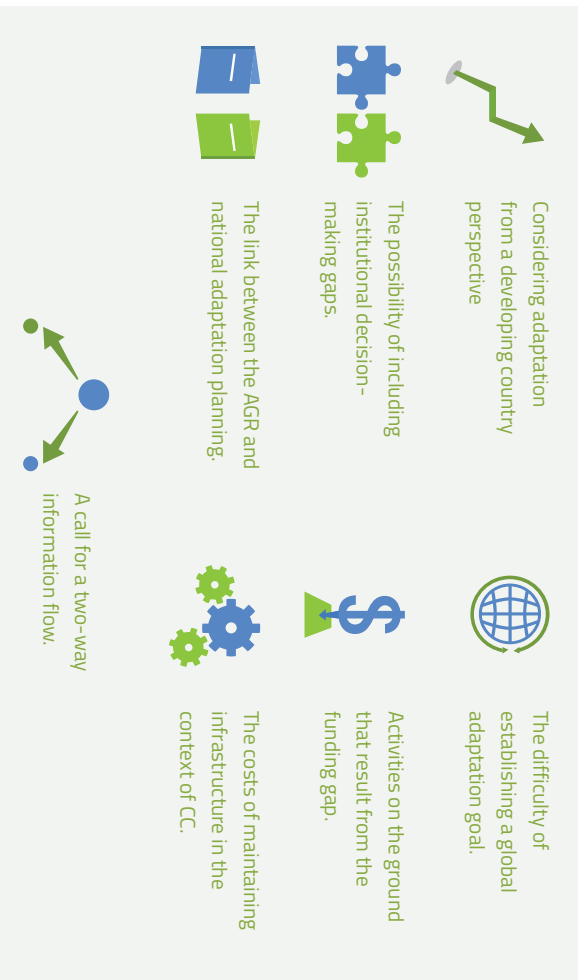 Considering adaptation
from a developing country
perspective
The difficulty of
establishing a global
adaptation goal.
The possibility of including
institutional decision-
making gaps.
Activities on the ground
that result from the
funding gap.
The link between the AGR and
national adaptation planning.
The costs of maintaining
infrastructure in the
context of CC.
A call for a two-way
information flow.